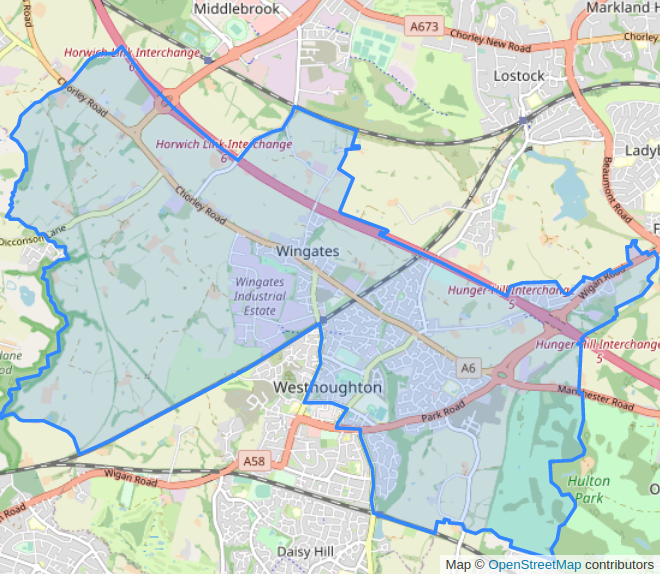 Middlebrook
Markland H
A673
Chorley New Road
Chorley
Road
Horwich Link Interchange
6
Lostock
Chorley Road
Horwich Link Interchange
6
Ladyb
Beaumont Road
Chorley Road
Dicconson Lane
F
Wingates
Wingates
Industrial
Estate
Hunger Hill Interchange
5
Wigan Road
Hunger Hill Interchange
5
lane
od
A6
Westhoughton
Manchester Road
Park Road
A58
Wigan Road
n Road
Hulton
Park
O
Daisy Hill
Map © OpenStreetMap contributors